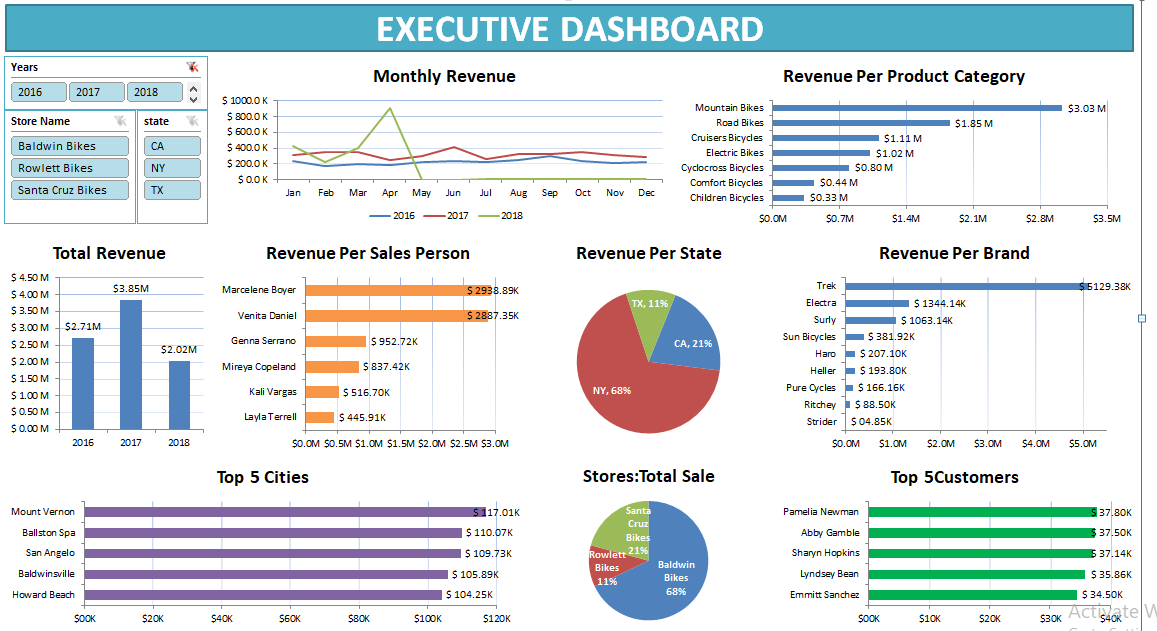 EXECUTIVE DASHBOARD
Years
2016 2017 2018
Store Name
Baldwin Bikes
Rowlett Bikes
Santa Cruz Bikes
state
CA
NY
TX
Monthly Revenue
$ 1000.0 K
$ 800.0 K
$ 600.0 K
$ 400.0 K
$ 200.0 K
$ 0.0 K
Jan Feb Mar Apr May Jun Jul Aug Sep Oct Nov Dec
2016 2017 2018
Revenue Per Product Category
Mountain Bikes $3.03 M
Road Bikes $1.85 M
Cruisers Bicycles $1.11 M
Electric Bikes $1.02 M
Cyclocross Bicycles $0.80 M
Comfort Bicycles $0.44 M
Children Bicycles $0.33 M
$0.0M $0.7M $1.4M $2.1M $2.8M $3.5M
Total Revenue
$ 4.50 M
$ 4.00 M
$ 3.50 M
$ 3.00 M
$ 2.50 M
$ 2.00 M
$ 1.50 M
$ 1.00 M
$ 0.50 M
$ 0.00 M
$2.71M
$3.85M
$2.02M
2016 2017 2018
Revenue Per Sales Person
Marcelene Boyer $ 2938.89K
Venita Daniel $ 2887.35K
Genna Serrano $ 952.72K
Mireya Copeland $ 837.42K
Kali Vargas $ 516.70K
Layla Terrell $ 445.91K
$0.0M $0.5M $1.0M $1.5M $2.0M $2.5M $3.0M
Revenue Per State
TX, 11%
CA, 21%
NY, 68%
Revenue Per Brand
Trek $ 5129.38K
Electra $ 1344.14K
Surly $ 1063.14K
Sun Bicycles $ 381.92K
Haro $ 207.10K
Heller $ 193.80K
Pure Cycles $ 166.16K
Ritchey $ 88.50K
Strider $ 04.85K
$0.0M $1.0M $2.0M $3.0M $4.0M $5.0M
Top 5 Cities
Mount Vernon $ 117.01K
Ballston Spa $ 110.07K
San Angelo $ 109.73K
Baldwinsville $ 105.89K
Howard Beach $ 104.25K
$00K $20K $40K $60K $80K $100K $120K
Stores:Total Sale
Santa
Cruz
Bikes
21%
Rowlett
Bikes
11%
Baldwin
Bikes
68%
Top 5Customers
Pamelia Newman $ 37.80K
Abby Gamble $ 37.50K
Sharyn Hopkins $ 37.14K
Lyndsey Bean $ 35.86K
Emmitt Sanchez $ 34.50K
$00K $10K $20K $30K $40K
Activate W